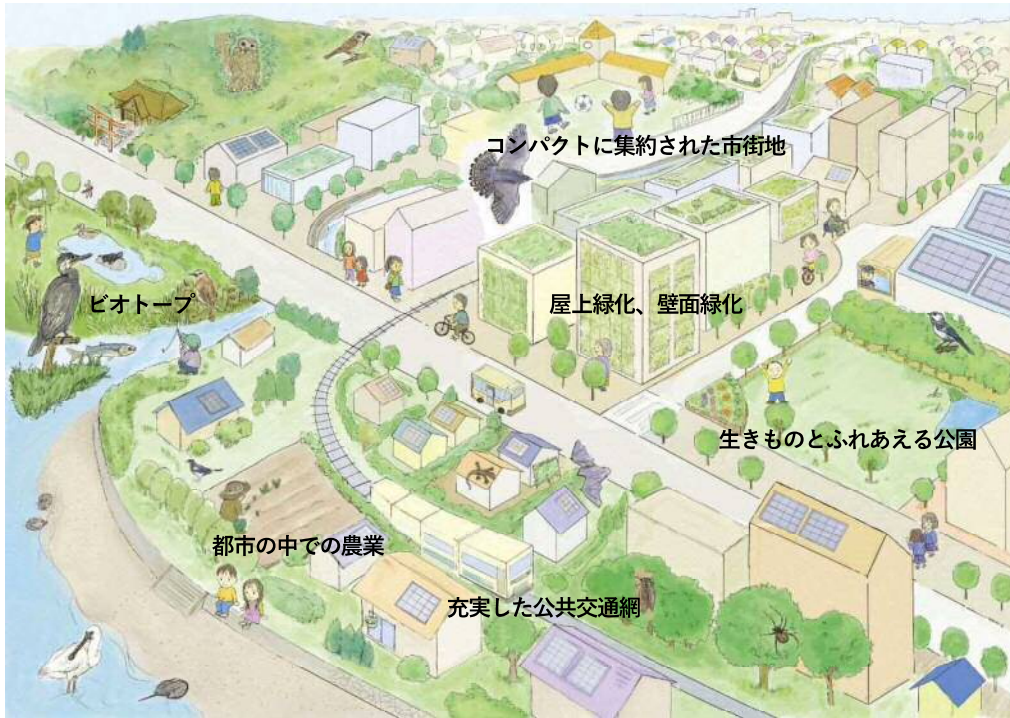 コンパクトに集約された市街地
ビオトープ
屋上緑化、壁面緑化
生きものとふれあえる公園
都市の中での農業
充実した公共交通網